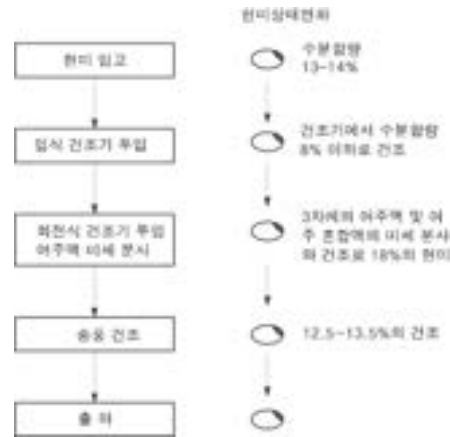 현미상태변화
현미 입고
수분함량
13~14%
입식 건조기 투입
건조기에서 수분함량
8% 이하로 건조
회전식 건조기 투입
여주액 미세 분사
3차례의 여주액 및 여
주 혼합액의 미세 분사
와 건조로 18%의 현미
송풍 건조
12.5~13.5%의 건조
출 하